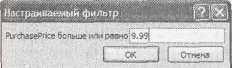 Настраиваемый фильтр
PurchasePrice больше или равно 9.99
OK Отмена